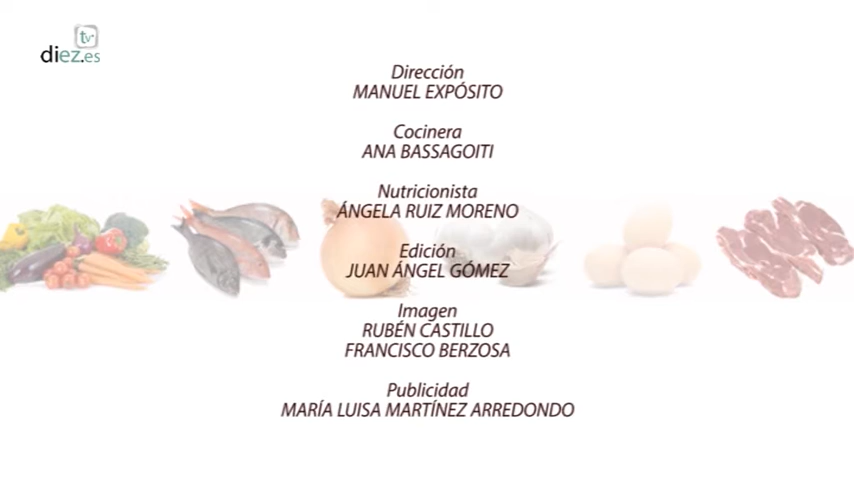 tv+
diez.es
Dirección
MANUEL EXPÓSITO
Cocinera
ANA BASSAGOITI
Nutricionista
ÁNGELA RUIZ MORENO
Edición
JUAN ÁNGEL GÓMEZ
Imagen
RUBÉN CASTILLO
FRANCISCO BERZOSA
Publicidad
MARÍA LUISA MARTÍNEZ ARREDONDO